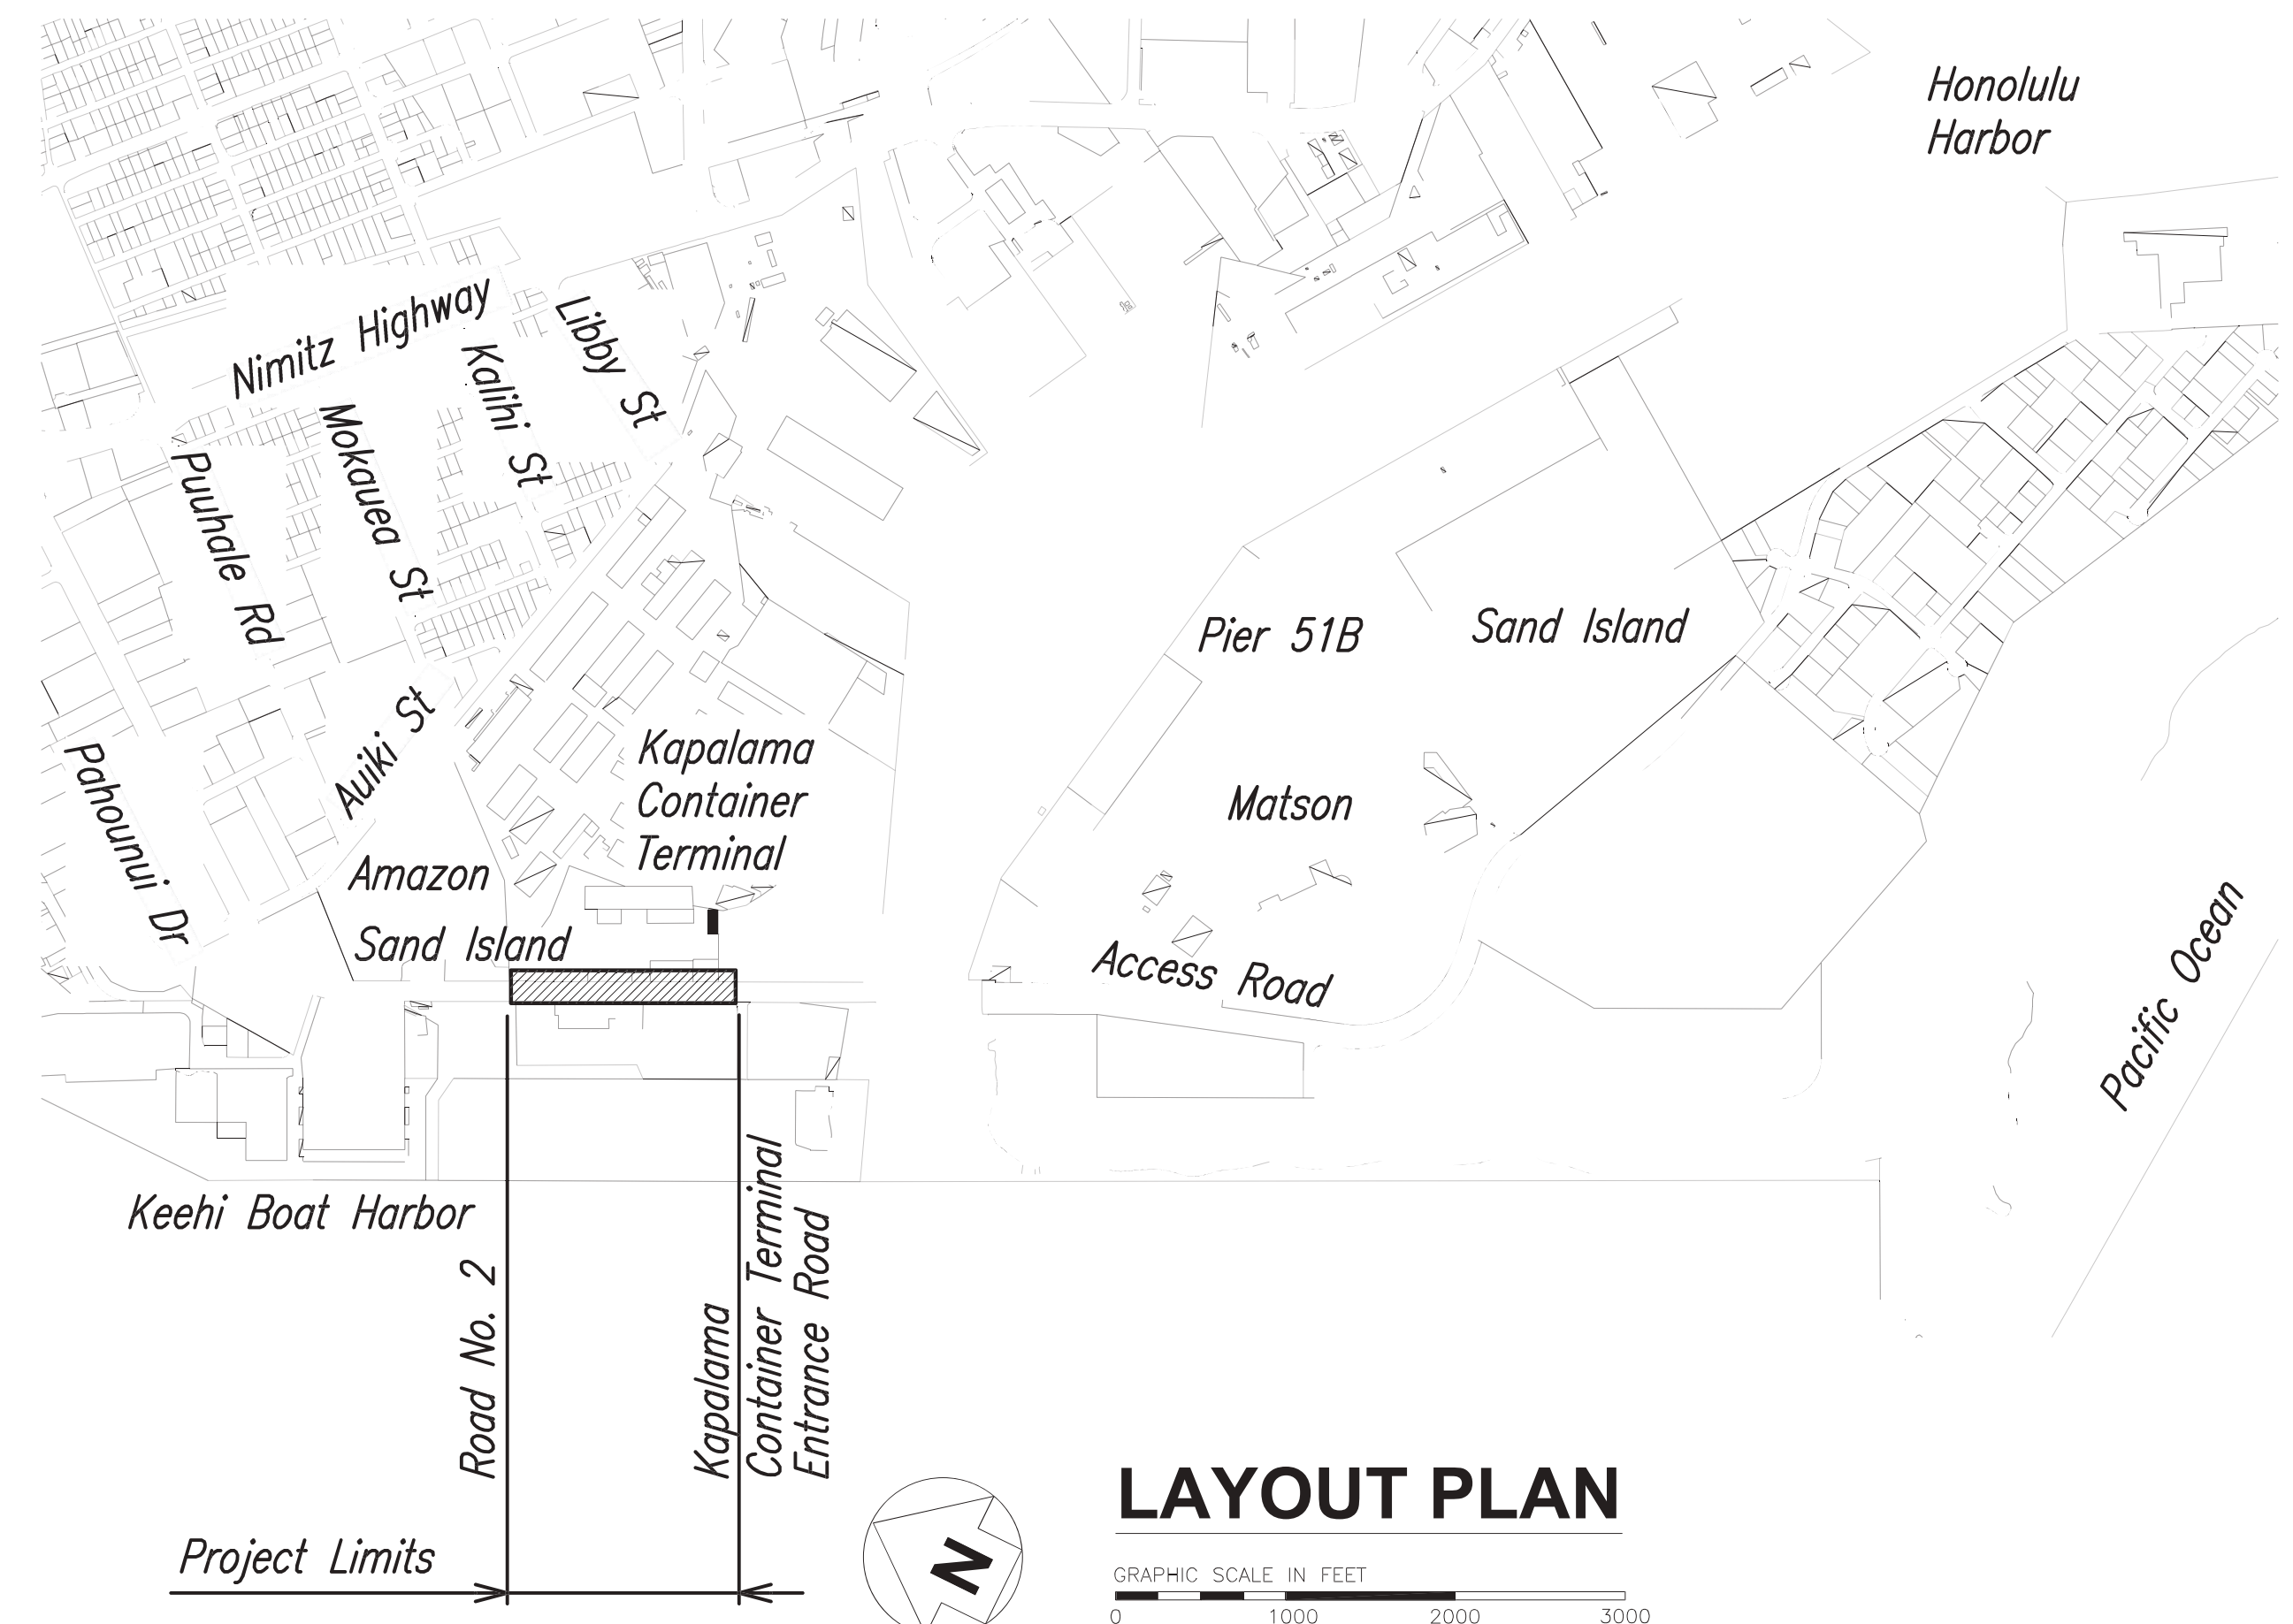 Honolulu
Harbor
Nimitz Highway
Libby St
Kalihi St
Mokauea St
Puuhale Rd
Pier 51B
Sand Island
Auiki St
Kapalama
Container
Terminal
Pahounui Dr
Matson
Amazon
Sand Island
Access Road
Pacific Ocean
Keehi Boat Harbor
Road No. 2
Kapalama
Container Terminal
Entrance Road
Project Limits
N
LAYOUT PLAN
GRAPHIC SCALE IN FEET
0 1000 2000 3000